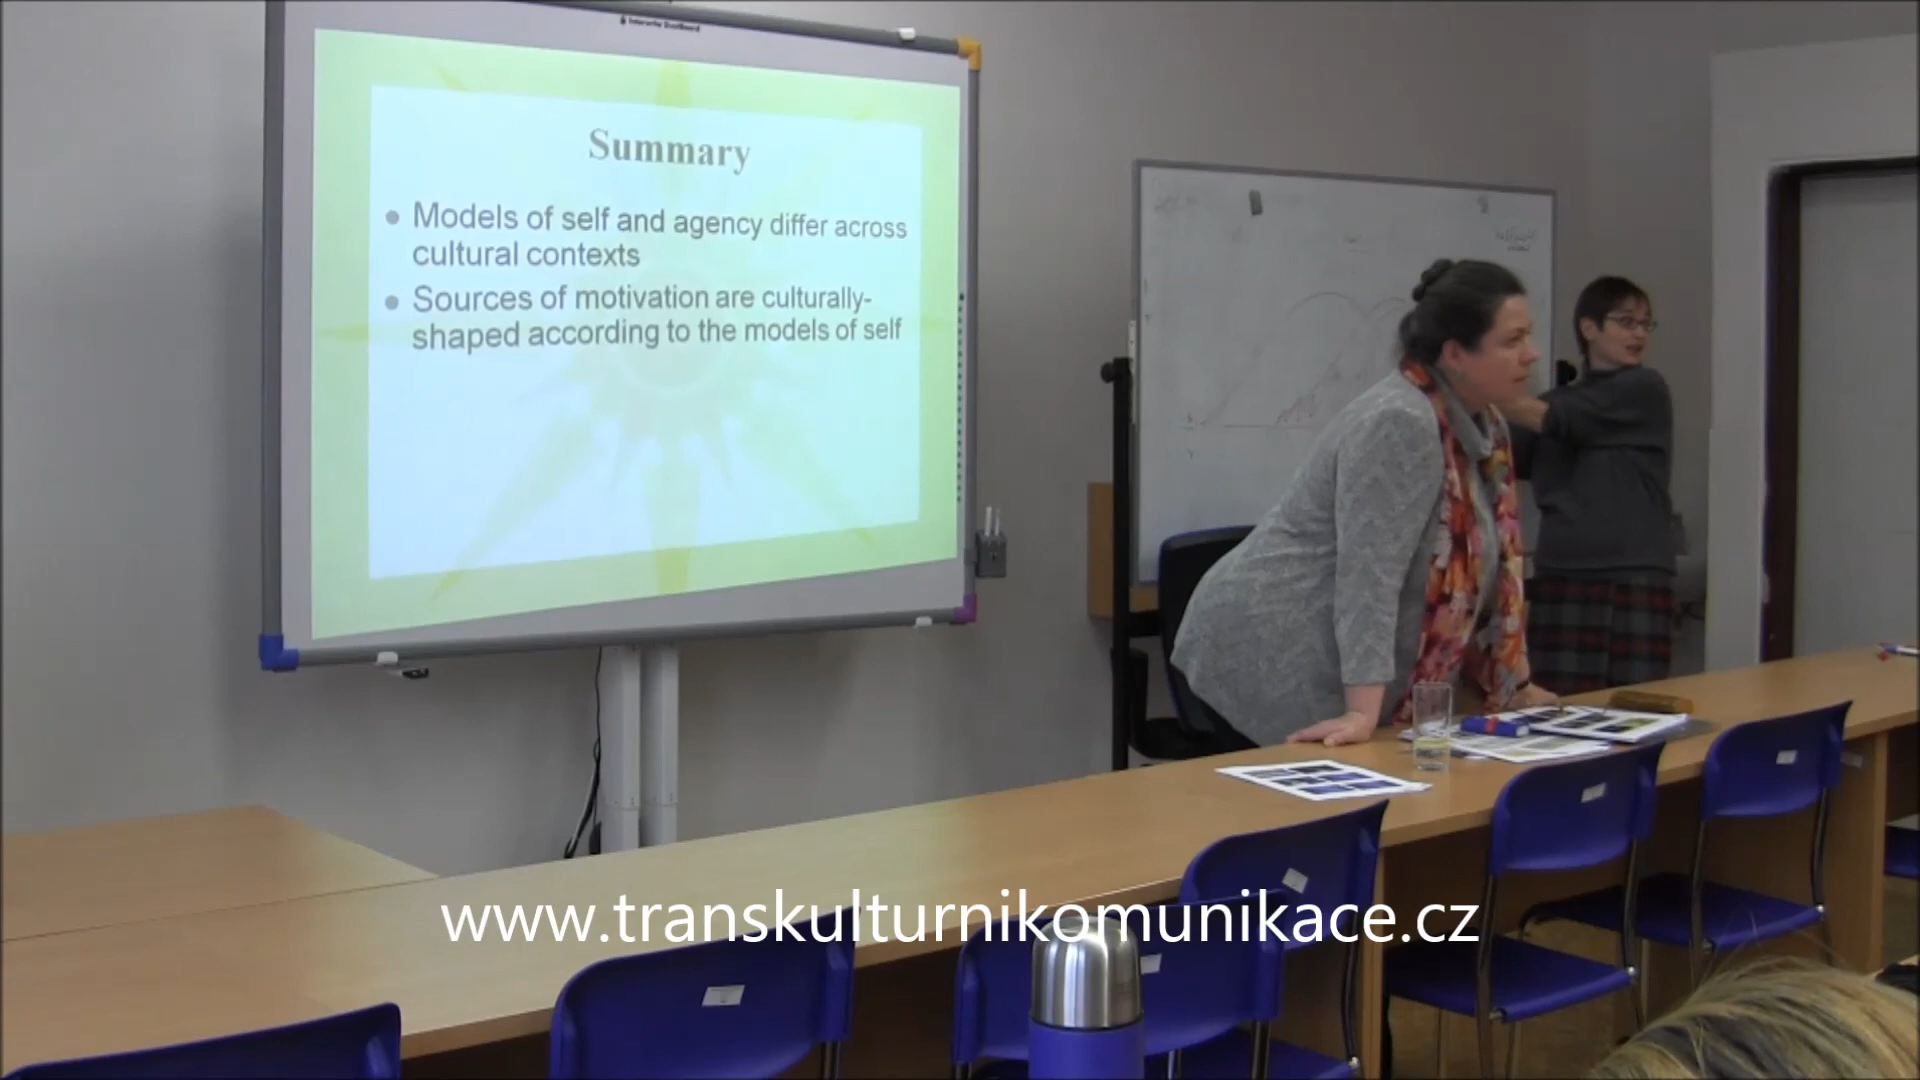 Summary
Models of self and agency differ across
cultural contexts
Sources of motivation are culturally-
shaped according to the models of self
www.transkulturnikomunikace.cz